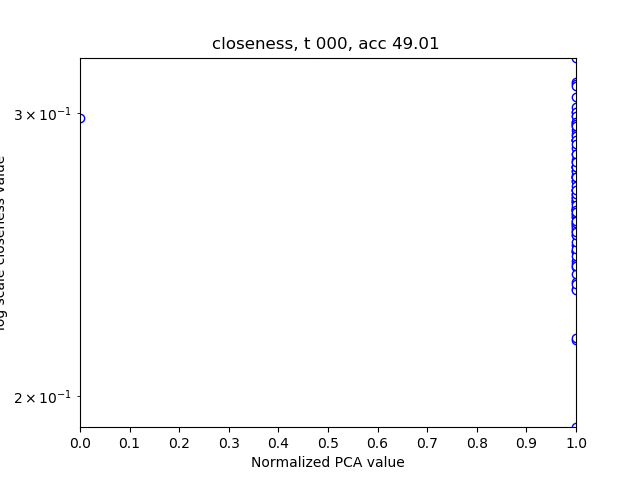 closeness, t 000, acc 49.01
log scale closeness value
3 × 10⁻¹
2 × 10⁻¹
0.0 0.1 0.2 0.3 0.4 0.5 0.6 0.7 0.8 0.9 1.0
Normalized PCA value